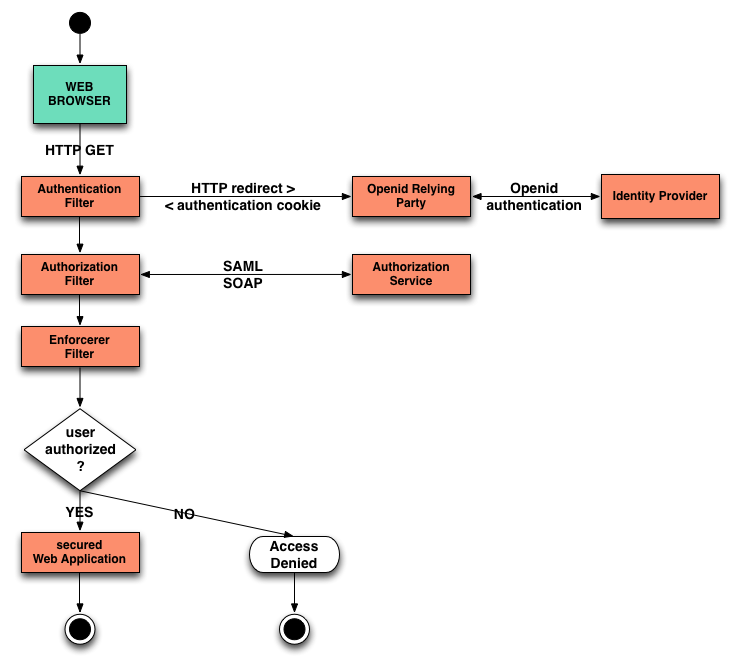 WEB
BROWSER
HTTP GET
Authentication
Filter
HTTP redirect >
< authentication cookie
Openid Relying
Party
Openid
authentication
Identity Provider
Authorization
Filter
SAML
SOAP
Authorization
Service
Enforcerer
Filter
user
authorized
?
YES
NO
secured
Web Application
Access
Denied